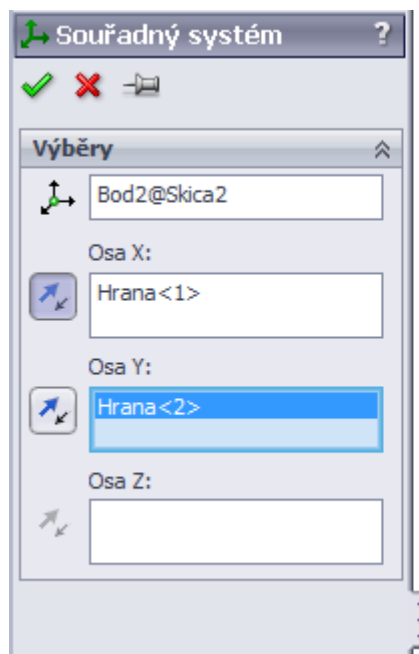 Souřadný systém ?
Výběry
Bod2@Skica2
Osa X:
Hrana<1>
Osa Y:
Hrana<2>
Osa Z: